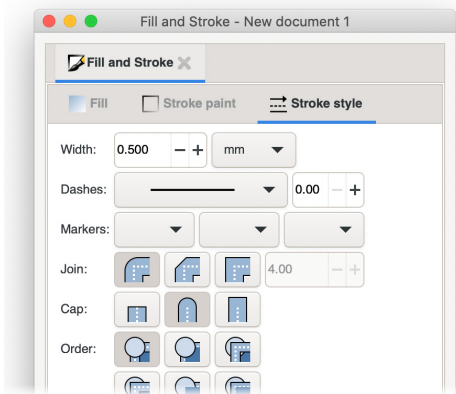 Fill and Stroke - New document 1
Fill and Stroke
Fill Stroke paint Stroke style
Width: 0.500 mm
Dashes: 0.00
Markers:
Join: 4.00
Cap:
Order: